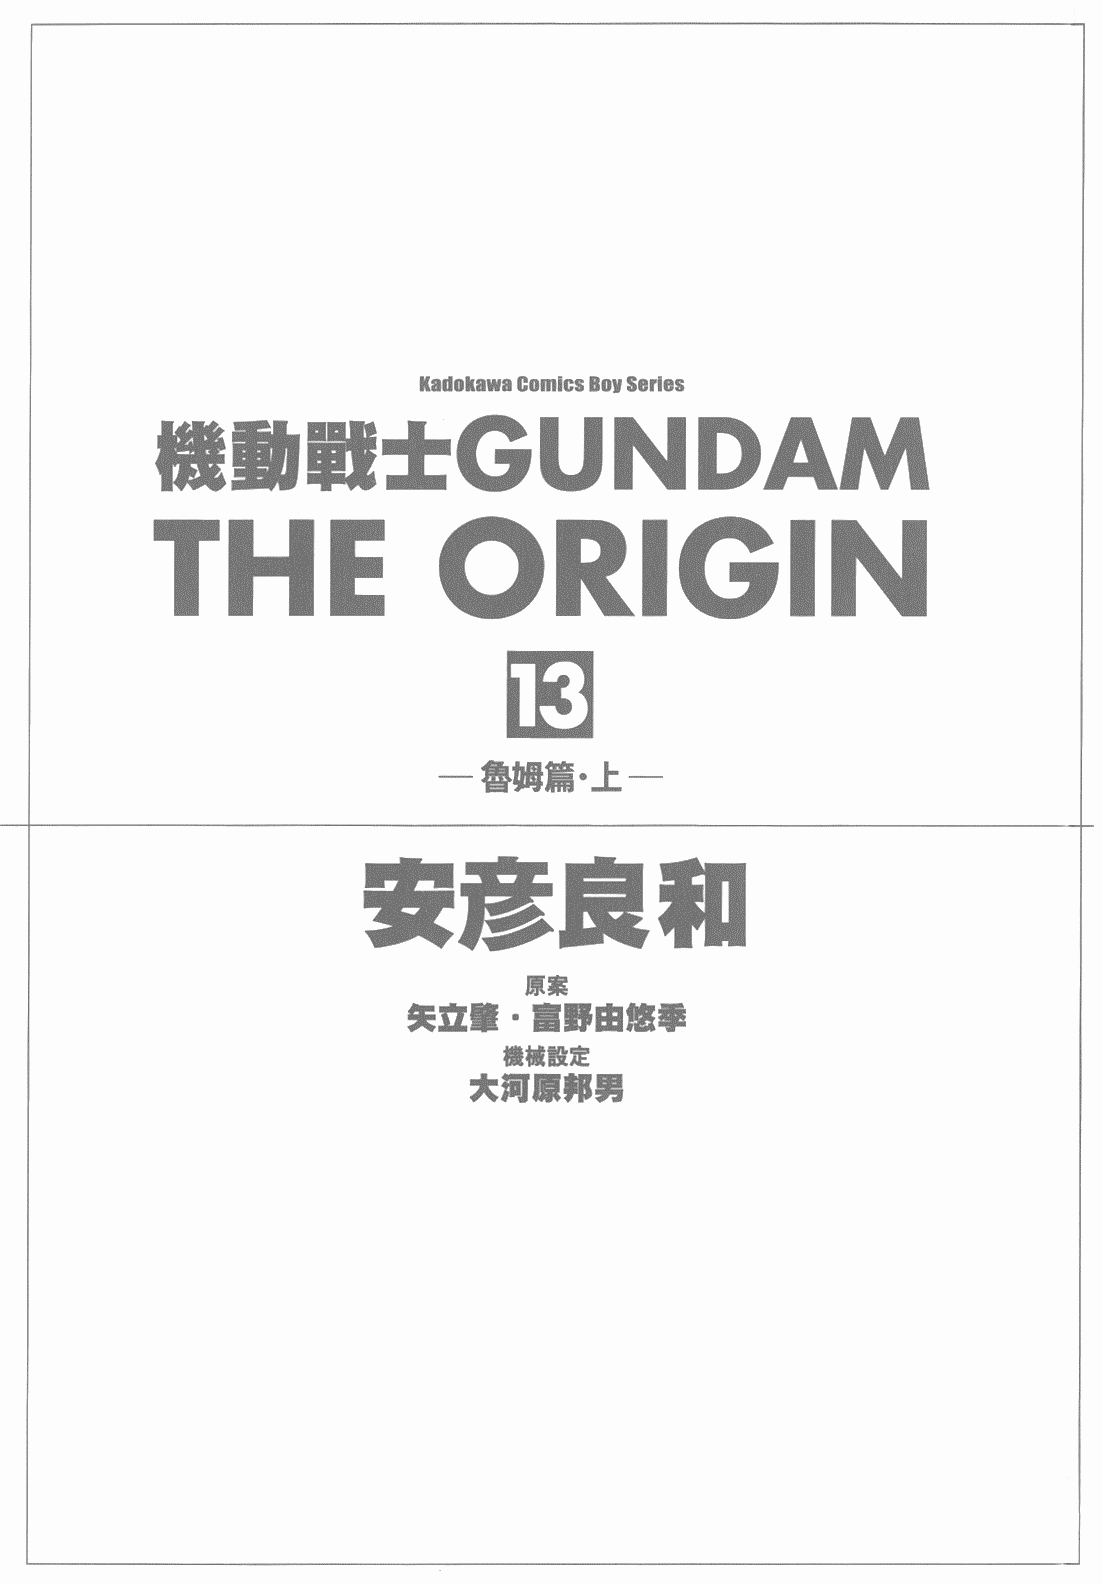 Kadokawa Comics Boy Series
機動戰士GUNDAM
THE ORIGIN
13
—魯姆篇·上—
安彦良和
原案
矢立肇·富野由悠季
機械設定
大河原邦男